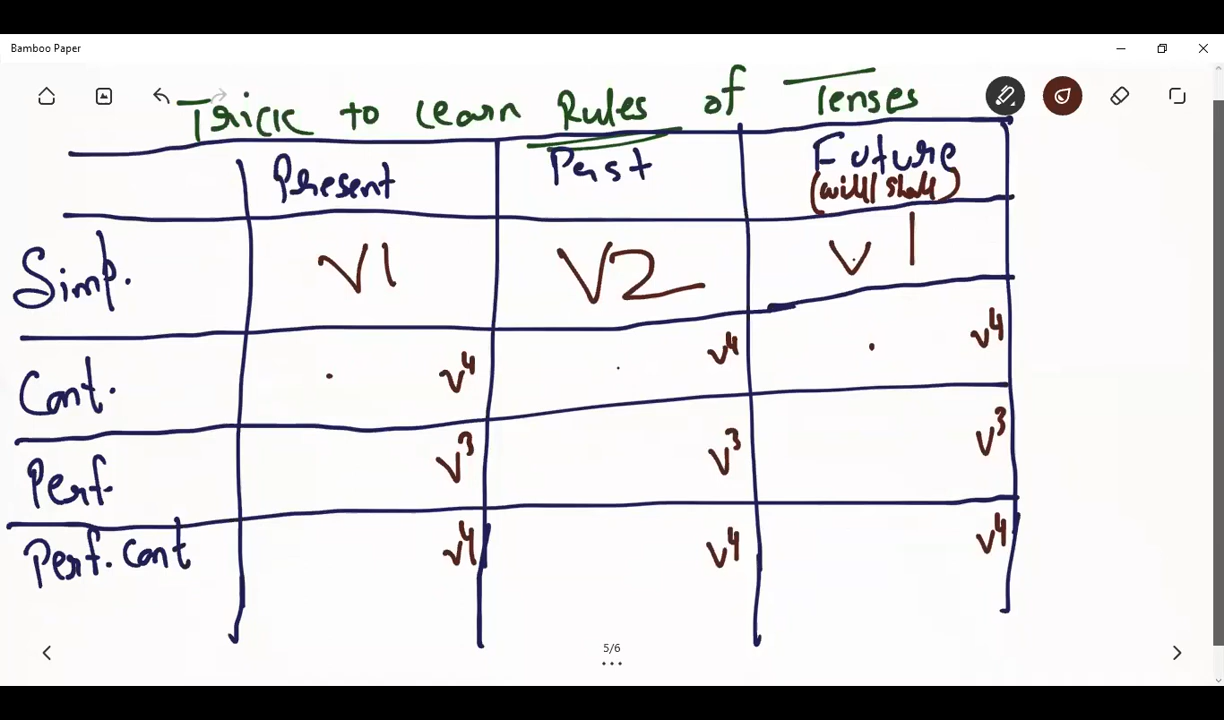 Bamboo Paper
Trick to Learn Rules of Tenses
Present Past Future
(will/ shall)
Simp. V1 V2 V1
Cont. V4 V4 V4
Perf. V3 V3 V3
Perf. Cont V4 V4 V4
5/6